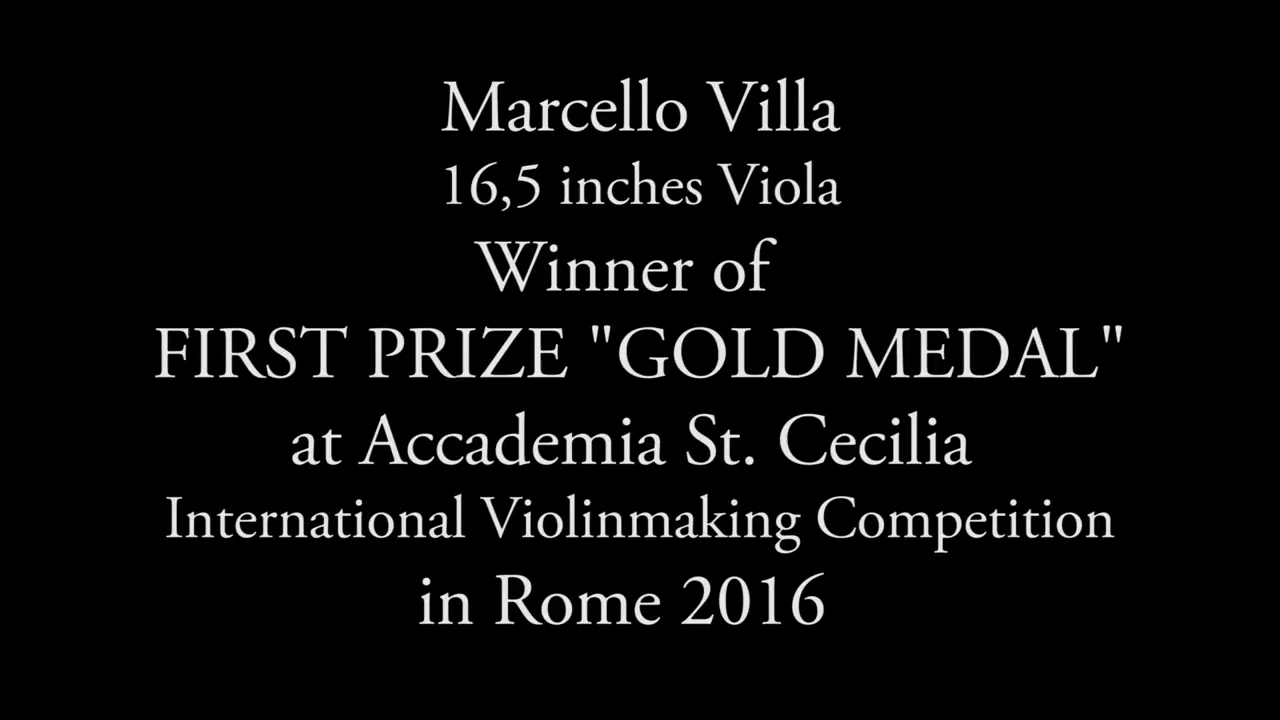 Marcello Villa
16,5 inches Viola
Winner of
FIRST PRIZE "GOLD MEDAL"
at Accademia St. Cecilia
International Violinmaking Competition
in Rome 2016